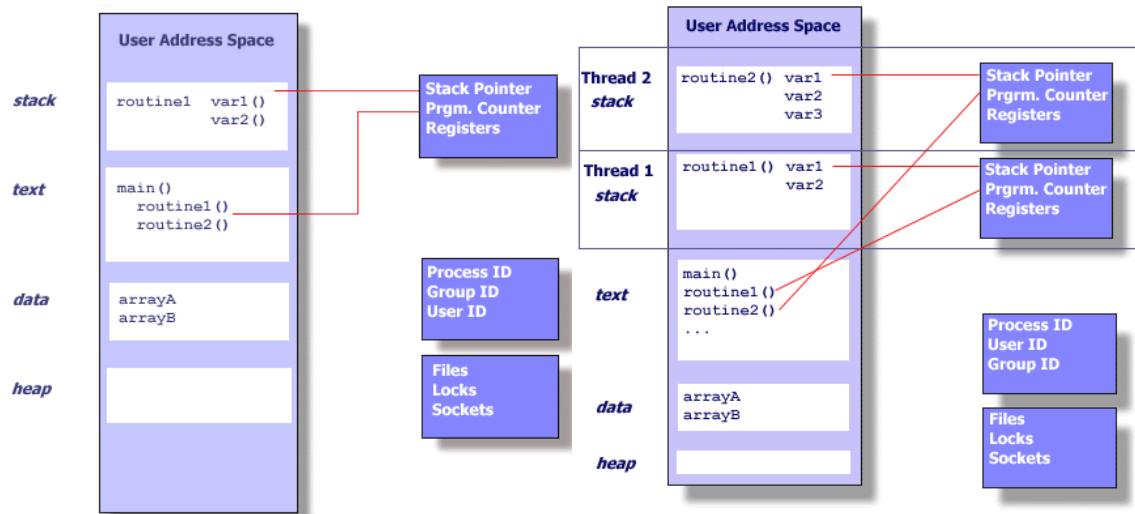 User Address Space
stack
routine1 var1()
var2()
Stack Pointer
Prgm. Counter
Registers
text
main()
routine1()
routine2()
Process ID
Group ID
User ID
data
arrayA
arrayB
Files
Locks
Sockets
heap
User Address Space
Thread 2
stack
routine2() var1
var2
var3
Stack Pointer
Prgrm. Counter
Registers
Thread 1
stack
routine1() var1
var2
Stack Pointer
Prgrm. Counter
Registers
text
main()
routine1()
routine2()
...
Process ID
User ID
Group ID
data
arrayA
arrayB
Files
Locks
Sockets
heap